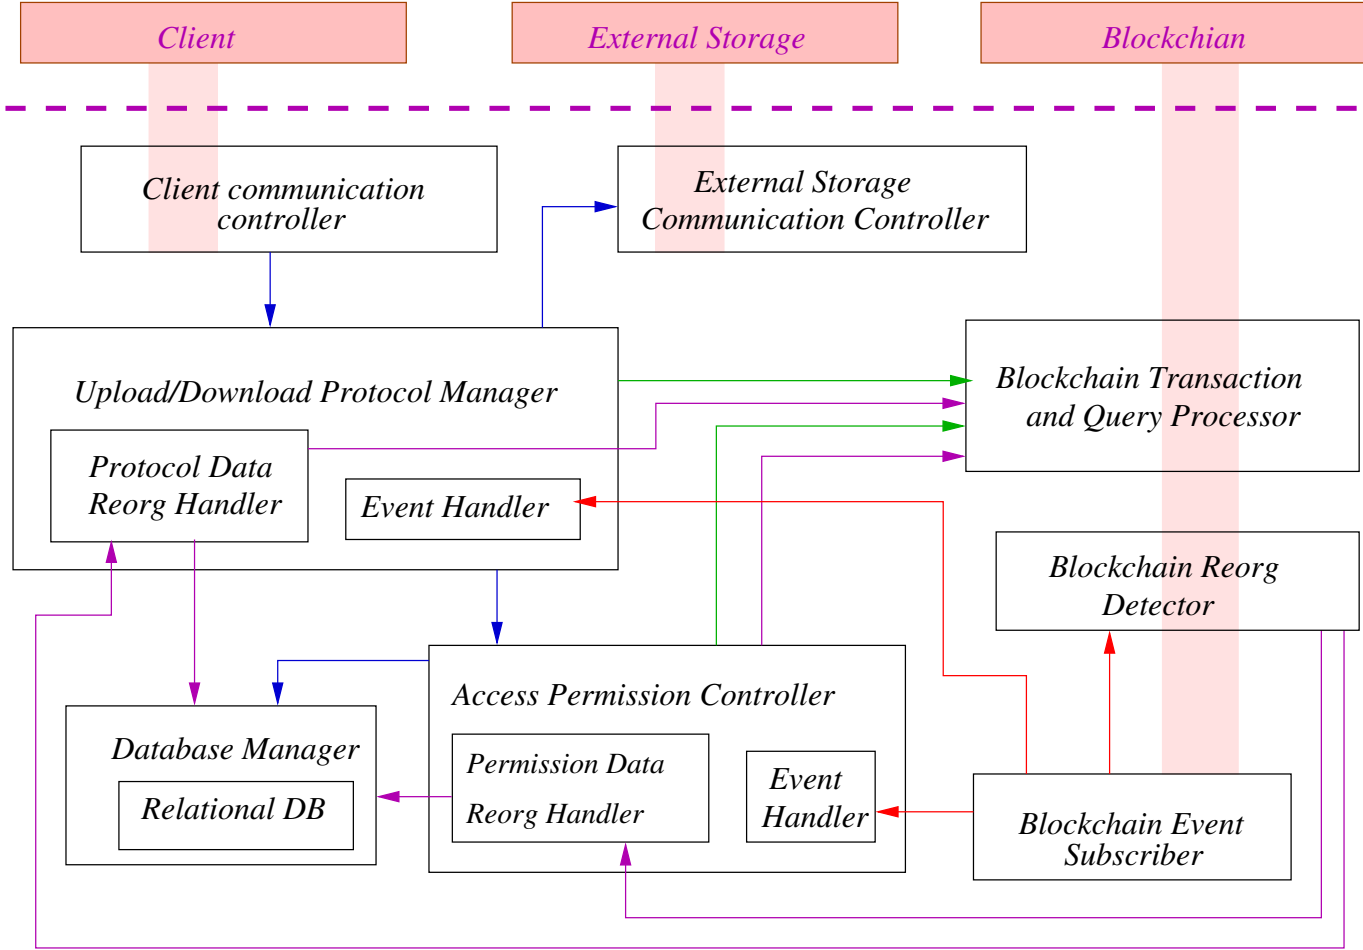 Client
External Storage
Blockchian
Client communication
controller
External Storage
Communication Controller
Upload/Download Protocol Manager
Blockchain Transaction
and Query Processor
Protocol Data
Reorg Handler
Event Handler
Blockchain Reorg
Detector
Access Permission Controller
Database Manager
Relational DB
Permission Data
Reorg Handler
Event
Handler
Blockchain Event
Subscriber